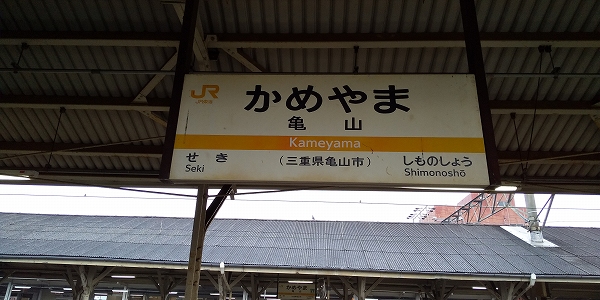 JR
かめやま
亀山
Kameyama
せき
Seki
(三重県亀山市)
しものしょう
Shimonoshō